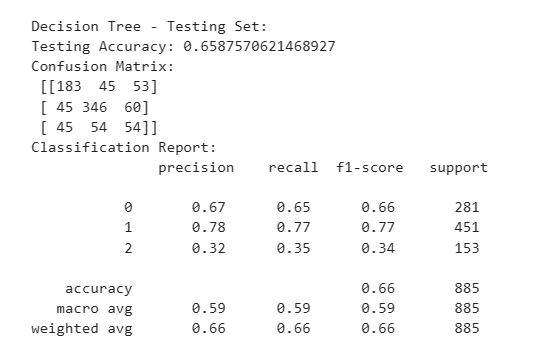 Decision Tree - Testing Set:
Testing Accuracy: 0.6587570621468927
Confusion Matrix:
[[183 45 53]
[ 45 346 60]
[ 45 54 54]]
Classification Report:
precision recall f1-score support
0 0.67 0.65 0.66 281
1 0.78 0.77 0.77 451
2 0.32 0.35 0.34 153
accuracy 0.66 885
macro avg 0.59 0.59 0.59 885
weighted avg 0.66 0.66 0.66 885